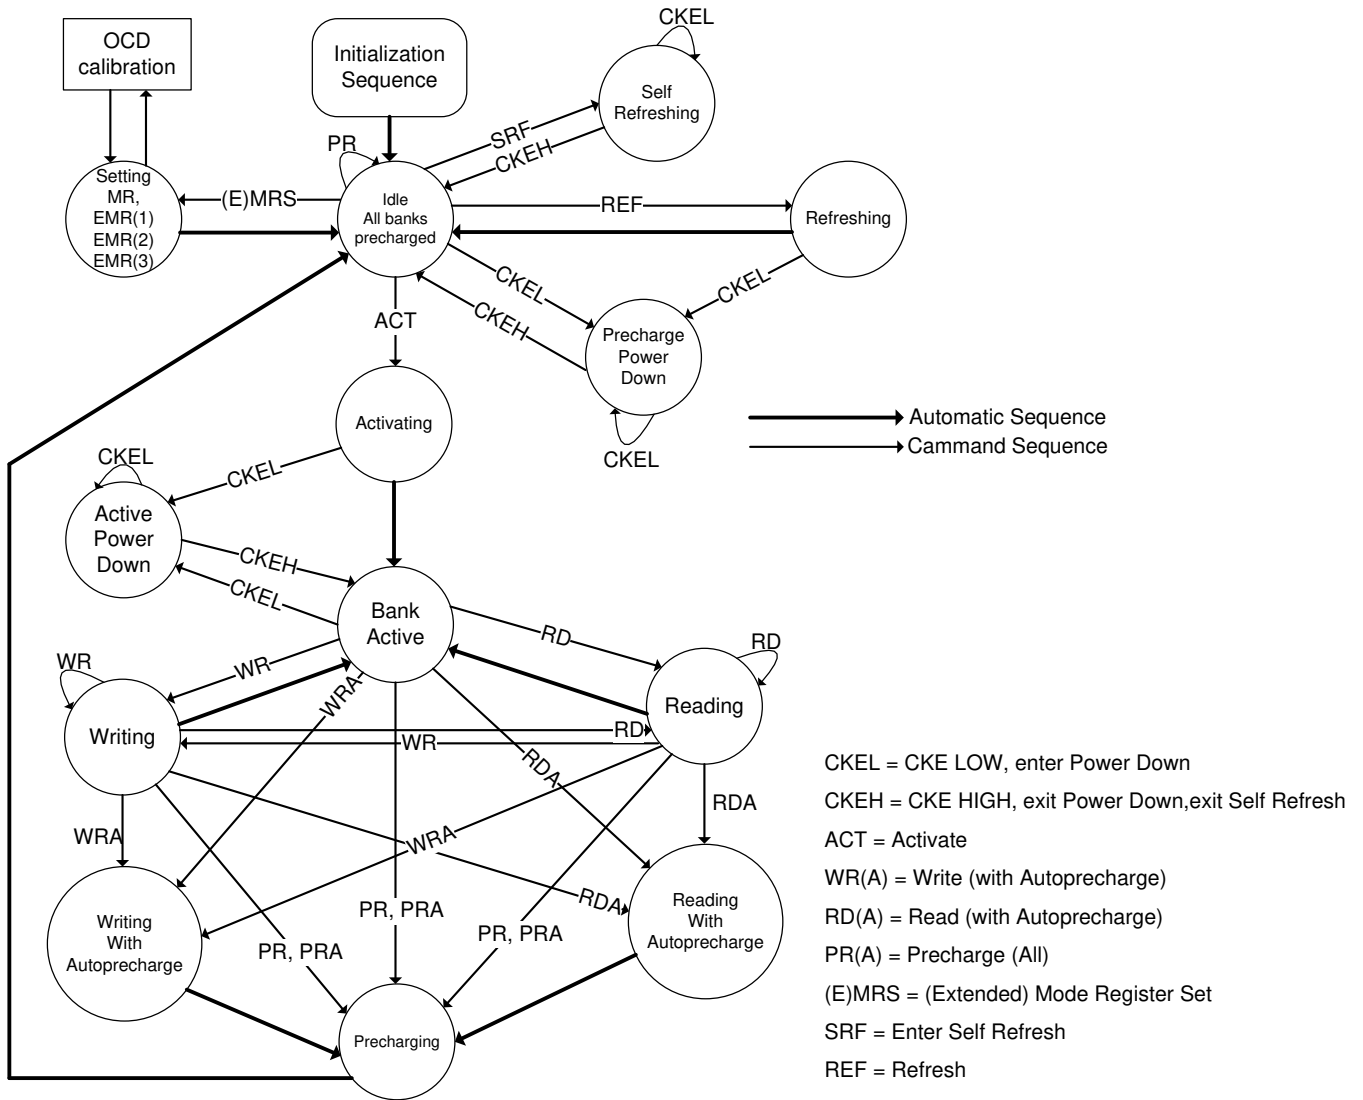 OCD
calibration
Initialization
Sequence
CKEL
Self
Refreshing
SRF
CKEH
PR
Setting
MR,
EMR(1)
EMR(2)
EMR(3)
(E)MRS
Idle
All banks
precharged
REF
Refreshing
CKEL
CKEH
CKEL
ACT
Precharge
Power
Down
CKEL
Activating
Automatic Sequence
Cammand Sequence
CKEL
CKEL
Active
Power
Down
CKEH
CKEL
Bank
Active
RD
RD
WR
WR
WRA
Reading
Writing
RD
WR
RDA
RDA
WRA
WRA
RDA
PR, PRA
PR, PRA
PR, PRA
Writing
With
Autoprecharge
Reading
With
Autoprecharge
Precharging
CKEL = CKE LOW, enter Power Down
CKEH = CKE HIGH, exit Power Down,exit Self Refresh
ACT = Activate
WR(A) = Write (with Autoprecharge)
RD(A) = Read (with Autoprecharge)
PR(A) = Precharge (All)
(E)MRS = (Extended) Mode Register Set
SRF = Enter Self Refresh
REF = Refresh